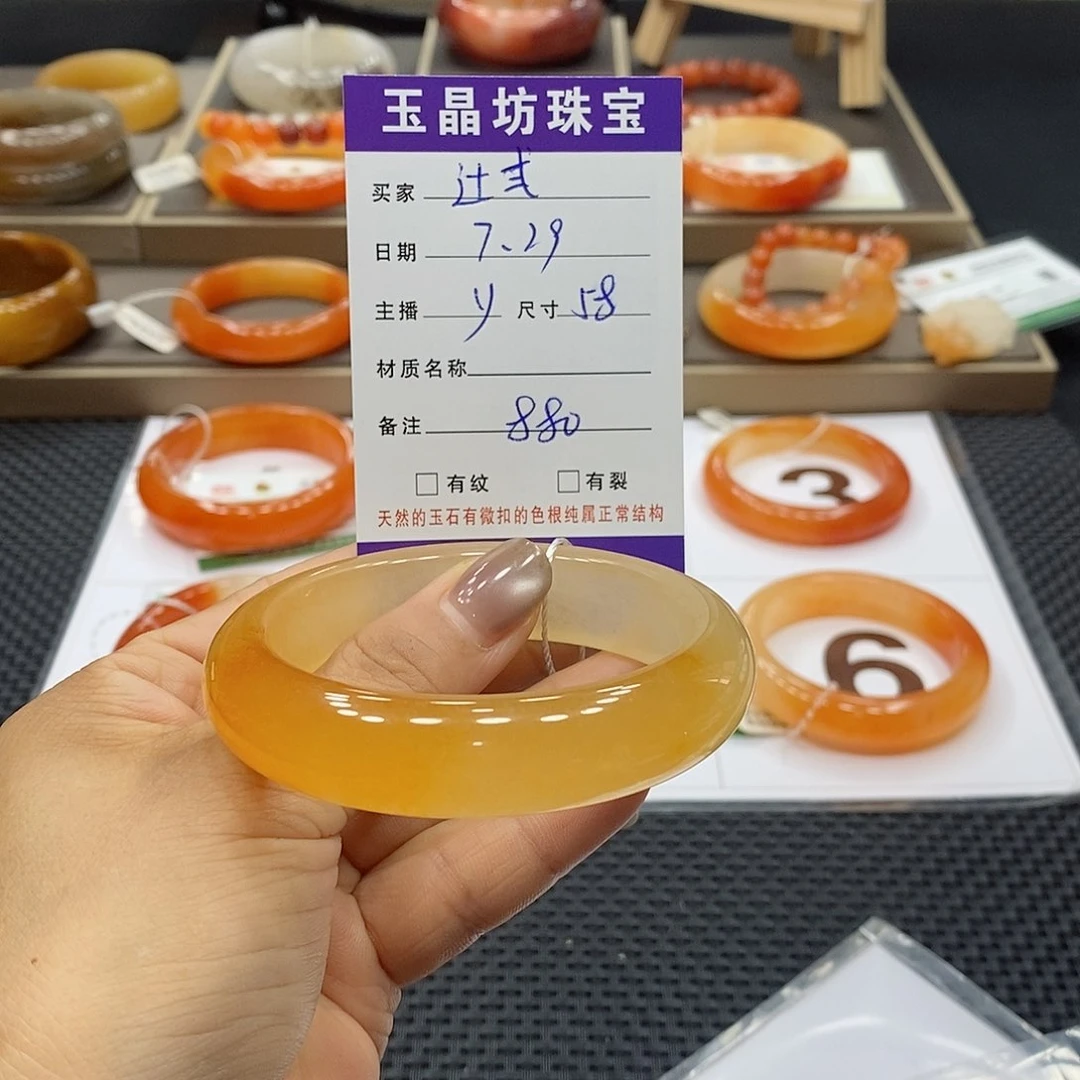 玉晶坊珠宝
买家
日期 7、29
主播 y 尺寸 58
材质名称
备注 880
有纹 有裂
天然的玉石有微扣的色根纯属正常结构
3
6